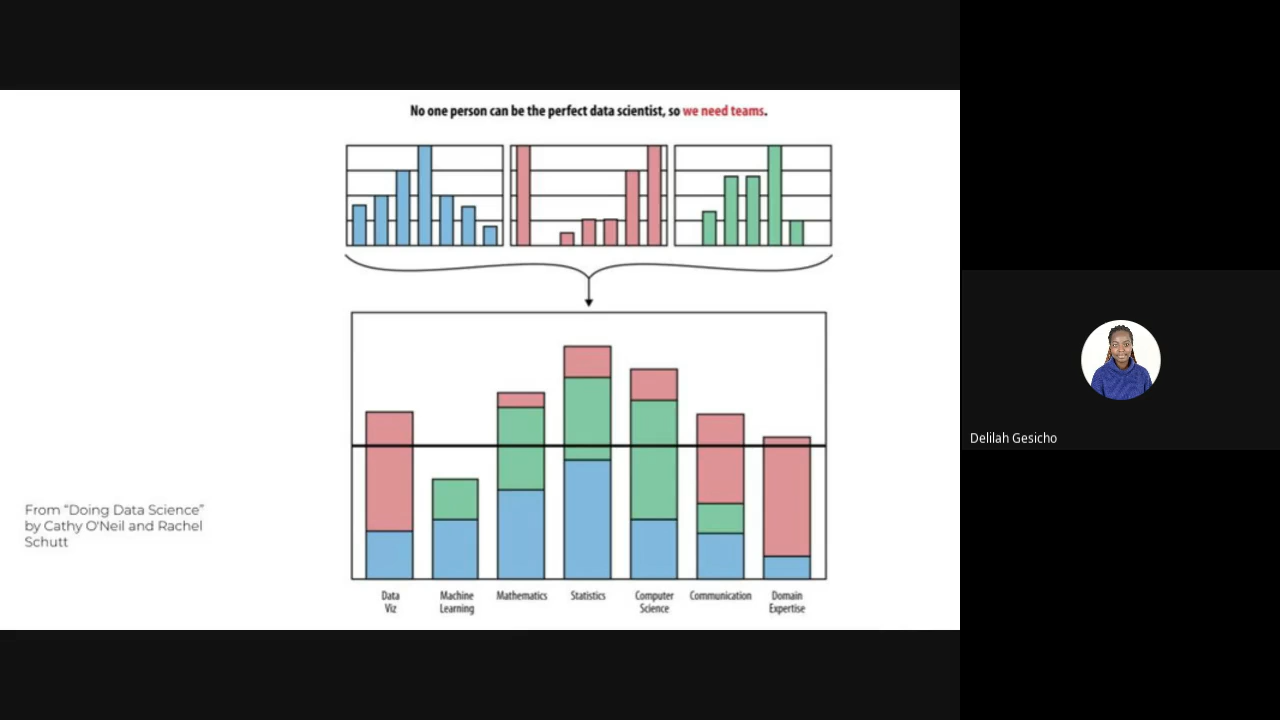 No one person can be the perfect data scientist, so we need teams.
From “Doing Data Science”
by Cathy O'Neil and Rachel
Schutt
Data
Viz
Machine
Learning
Mathematics
Statistics
Computer
Science
Communication
Domain
Expertise
Delilah Gesicho